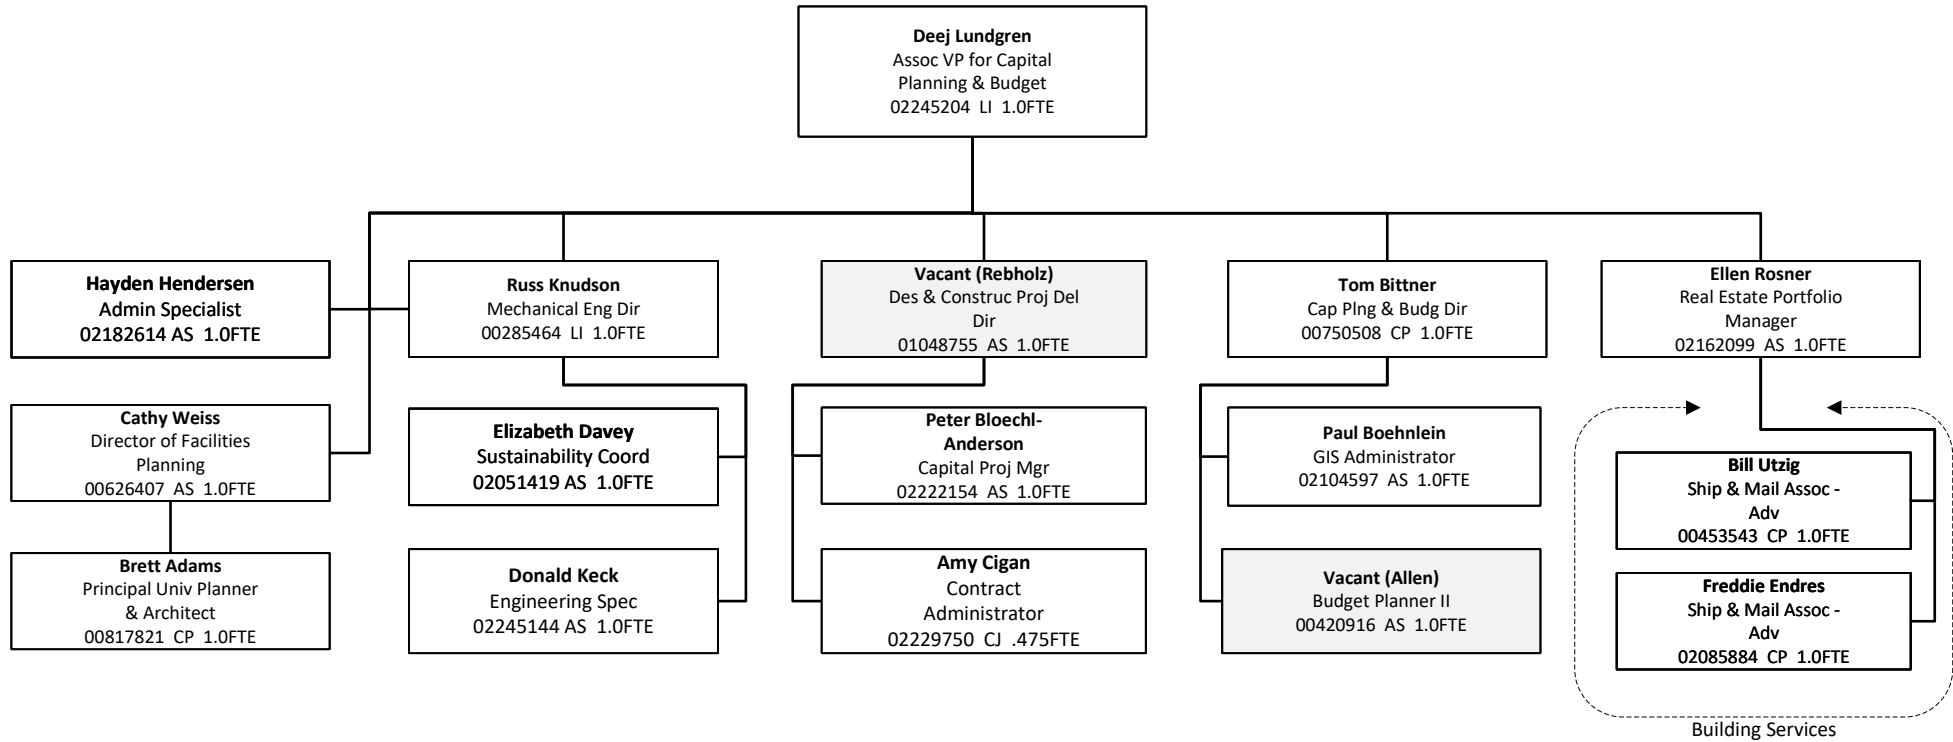 Deej Lundgren
Assoc VP for Capital
Planning & Budget
02245204 LI 1.0FTE
Hayden Hendersen
Admin Specialist
02182614 AS 1.0FTE
Russ Knudson
Mechanical Eng Dir
00285464 LI 1.0FTE
Vacant (Rebholz)
Des & Construc Proj Del
Dir
01048755 AS 1.0FTE
Tom Bittner
Cap Plng & Budg Dir
00750508 CP 1.0FTE
Ellen Rosner
Real Estate Portfolio
Manager
02162099 AS 1.0FTE
Cathy Weiss
Director of Facilities
Planning
00626407 AS 1.0FTE
Elizabeth Davey
Sustainability Coord
02051419 AS 1.0FTE
Peter Bloechl-
Anderson
Capital Proj Mgr
02222154 AS 1.0FTE
Paul Boehnlein
GIS Administrator
02104597 AS 1.0FTE
Bill Utzig
Ship & Mail Assoc -
Adv
00453543 CP 1.0FTE
Brett Adams
Principal Univ Planner
& Architect
00817821 CP 1.0FTE
Donald Keck
Engineering Spec
02245144 AS 1.0FTE
Amy Cigan
Contract
Administrator
02229750 CJ .475FTE
Vacant (Allen)
Budget Planner II
00420916 AS 1.0FTE
Freddie Endres
Ship & Mail Assoc -
Adv
02085884 CP 1.0FTE
Building Services